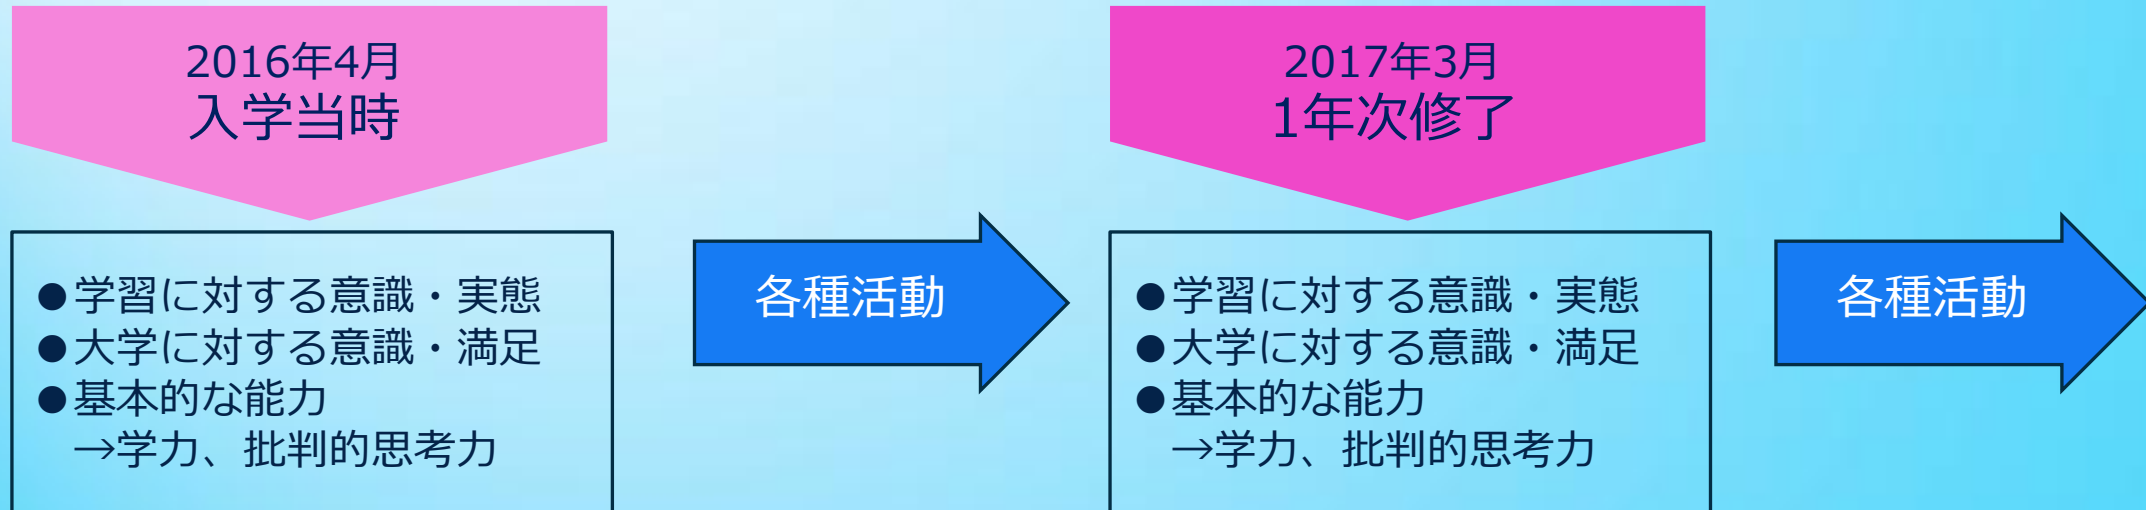 2016年4月
入学当時
●学習に対する意識・実態
●大学に対する意識・満足
●基本的な能力
→学力、批判的思考力
各種活動
2017年3月
1年次修了
●学習に対する意識・実態
●大学に対する意識・満足
●基本的な能力
→学力、批判的思考力
各種活動